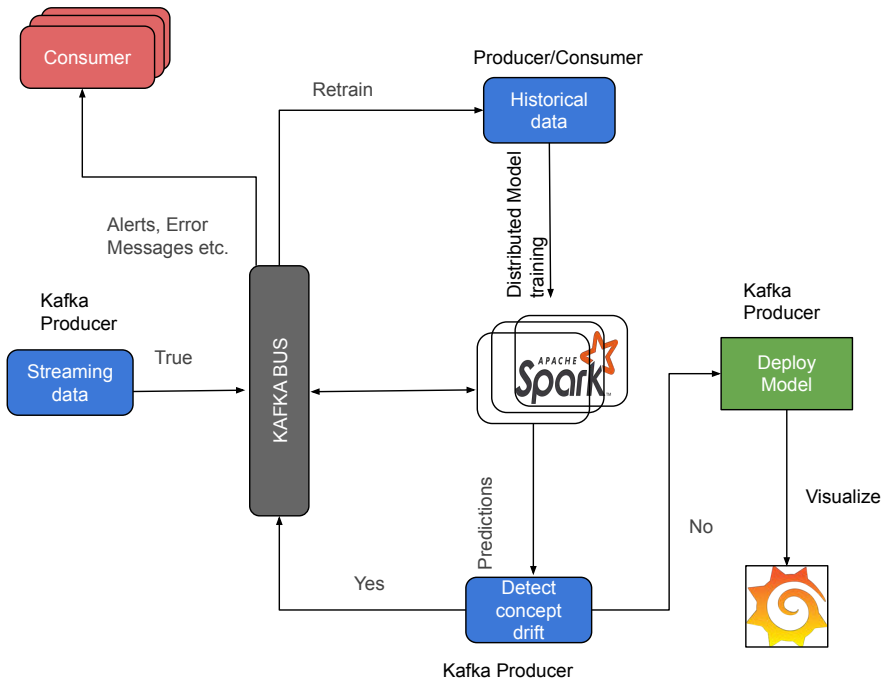 Consumer
Producer/Consumer
Retrain
Historical
data
Alerts, Error
Messages etc.
Distributed Model
training
Kafka
Producer
True
Streaming
data
KAFKA BUS
APACHE
Spark
TM
Kafka
Producer
Deploy
Model
Visualize
Predictions
No
Yes
Detect
concept
drift
Kafka Producer